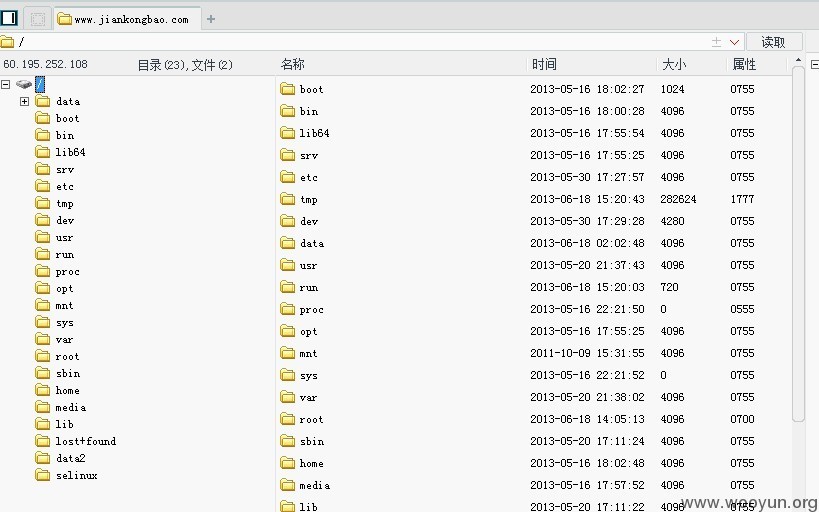 www.jiankongbao.com
/
读取
60.195.252.108
目录(23),文件(2)
名称 时间 大小 属性
/
data
boot
bin
lib64
srv
etc
tmp
dev
usr
run
proc
opt
mnt
sys
var
root
sbin
home
media
lib
lost+found
data2
selinux
boot 2013-05-16 18:02:27 1024 0755
bin 2013-05-16 18:00:28 4096 0755
lib64 2013-05-16 17:55:54 4096 0755
srv 2013-05-16 17:55:25 4096 0755
etc 2013-05-30 17:27:57 4096 0755
tmp 2013-06-18 15:20:43 282624 1777
dev 2013-05-30 17:29:28 4280 0755
data 2013-06-18 02:02:48 4096 0755
usr 2013-05-20 21:37:43 4096 0755
run 2013-06-18 15:20:03 720 0755
proc 2013-05-16 22:21:50 0 0555
opt 2013-05-16 17:55:25 4096 0755
mnt 2011-10-09 15:31:55 4096 0755
sys 2013-05-16 22:21:52 0 0755
var 2013-05-20 21:38:02 4096 0755
root 2013-06-18 14:05:13 4096 0700
sbin 2013-05-20 17:11:24 4096 0755
home 2013-05-16 18:02:48 4096 0755
media 2013-05-16 17:57:52 4096 0755
lib 2013-05-20 17:11:22 4096 0755
www.wooyun.org